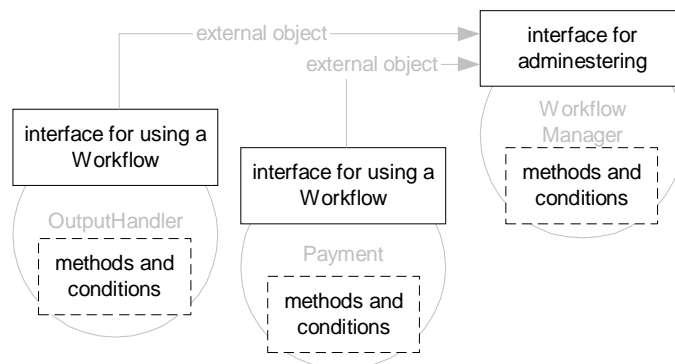 external object
interface for
adminestering
external object
Workflow
Manager
interface for using a
Workflow
interface for using a
Workflow
methods and
conditions
OutputHandler
Payment
methods and
conditions
methods and
conditions